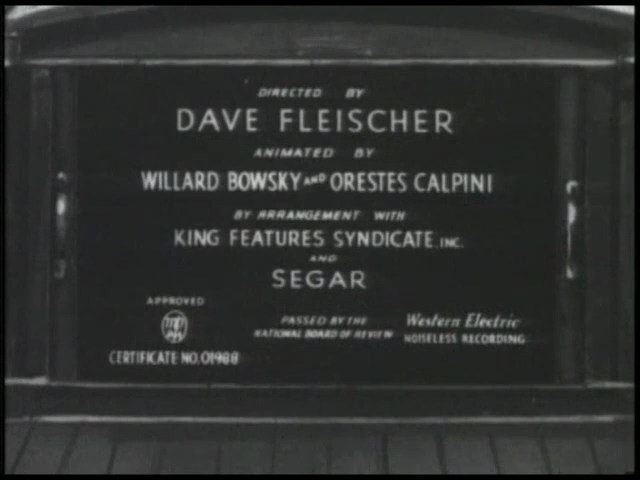 DIRECTED BY
DAVE FLEISCHER
ANIMATED BY
WILLARD BOWSKY AND ORESTES CALPINI
BY ARRANGEMENT WITH
KING FEATURES SYNDICATE, INC.
AND
SEGAR
APPROVED
CERTIFICATE NO. 01988
PASSED BY THE
NATIONAL BOARD OF REVIEW
Western Electric
NOISELESS RECORDING